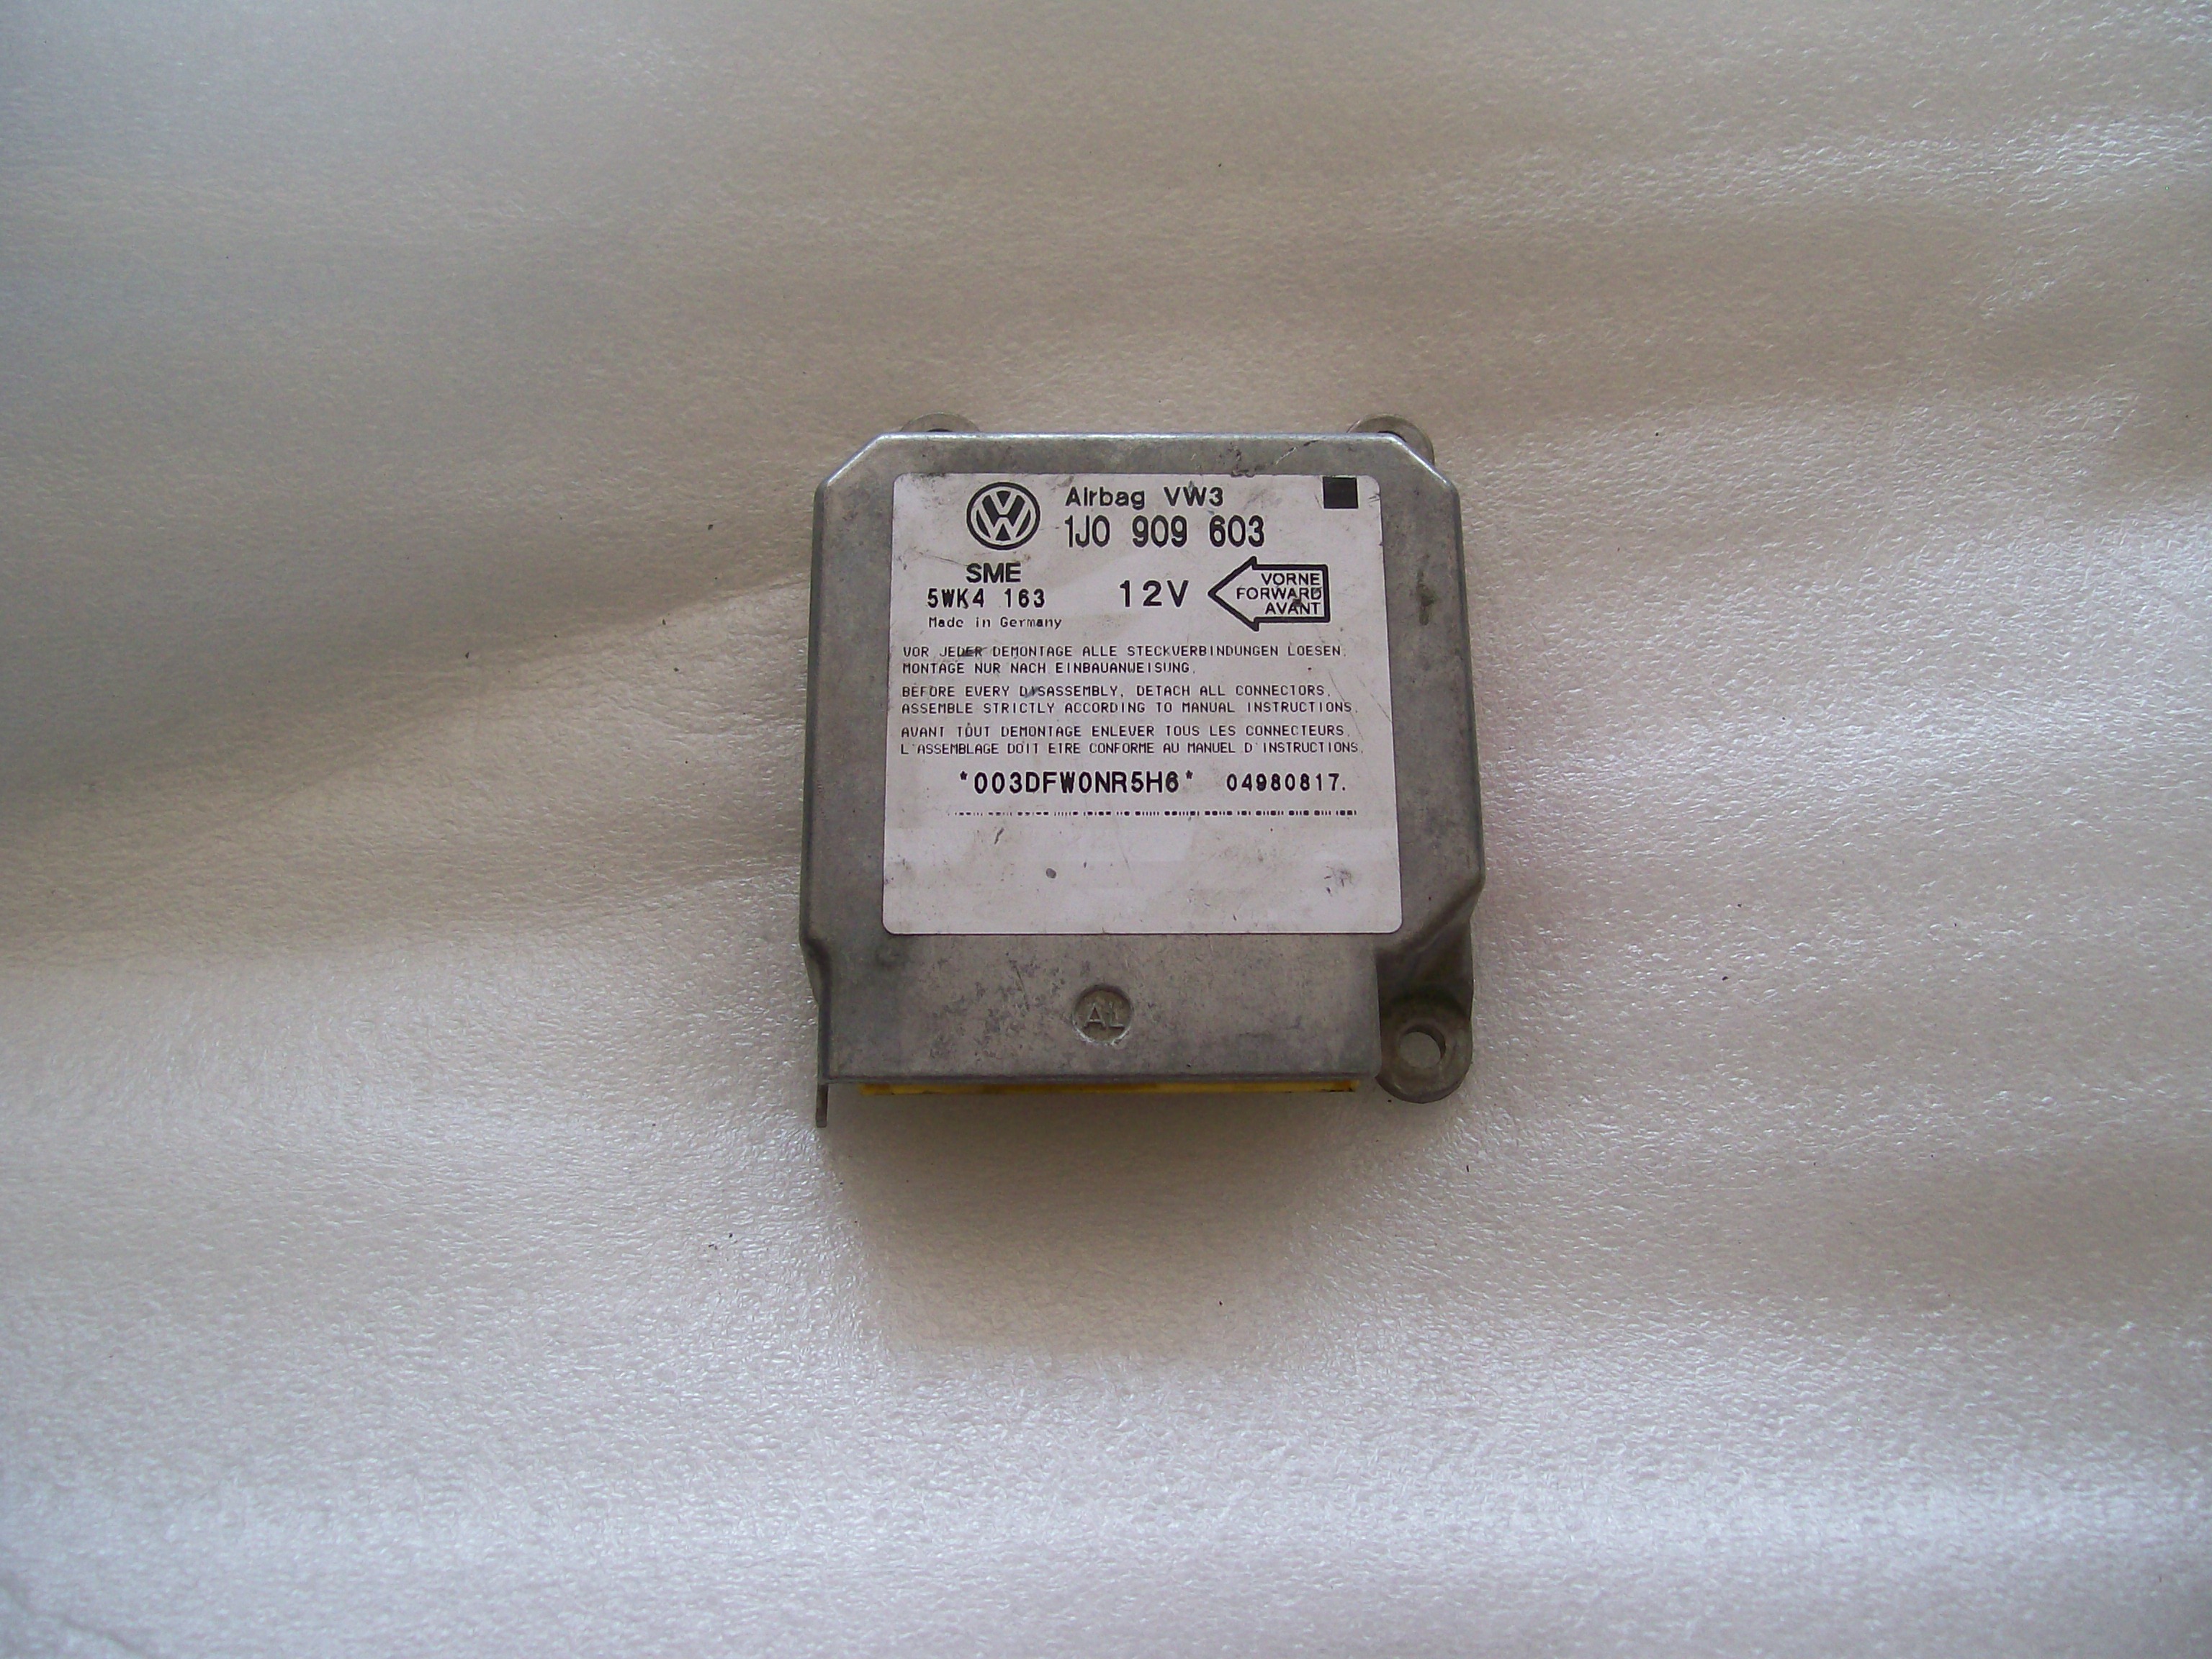 Airbag VW3
1J0 909 603
SME
5WK4 163
12V
VORNE
FORWARD
AVANT
Made in Germany
VOR JEDER DEMONTAGE ALLE STECKVERBINDUNGEN LOESEN.
MONTAGE NUR NACH EINBAUANWEISUNG.
BEFORE EVERY DISASSEMBLY, DETACH ALL CONNECTORS.
ASSEMBLE STRICTLY ACCORDING TO MANUAL INSTRUCTIONS.
AVANT TOUT DEMONTAGE ENLEVER TOUS LES CONNECTEURS.
L'ASSEMBLAGE DOIT ETRE CONFORME AU MANUEL D'INSTRUCTIONS.
*003DFW0NR5H6* 04980817.
AL